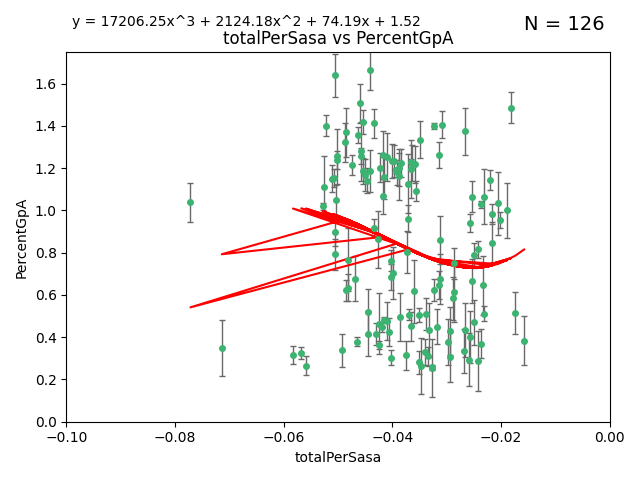 y = 17206.25x^3 + 2124.18x^2 + 74.19x + 1.52
N = 126
totalPerSasa vs PercentGpA
PercentGpA
1.6
1.4
1.2
1.0
0.8
0.6
0.4
0.2
0.0
−0.10 −0.08 −0.06 −0.04 −0.02 0.00
totalPerSasa